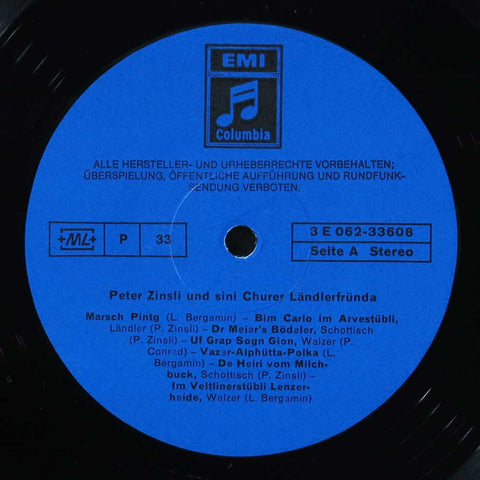 EMI
Columbia
ALLE HERSTELLER- UND URHEBERRECHTE VORBEHALTEN;
ÜBERSPIELUNG, ÖFFENTLICHE AUFFÜHRUNG UND RUNDFUNK-
SENDUNG VERBOTEN.
+ML+ P 33
3 E 062-33608
Seite A Stereo
Peter Zinsli und sini Churer Ländlerfründa
Marsch Pintg (L. Bergamin) – Bim Carlo im Arvestübli,
Ländler (P. Zinsli) – Dr Meier's Bödeler, Schottisch
(P. Zinsli) – Uf Grap Sogn Gion, Walzer (P.
Conrad) – Vazer-Alphütta-Polka (L.
Bergamin) – De Heiri vom Milch-
buck, Schottisch (P. Zinsli) –
Im Veitlinerstübli Lenzer-
heide, Walzer (L. Bergamin)